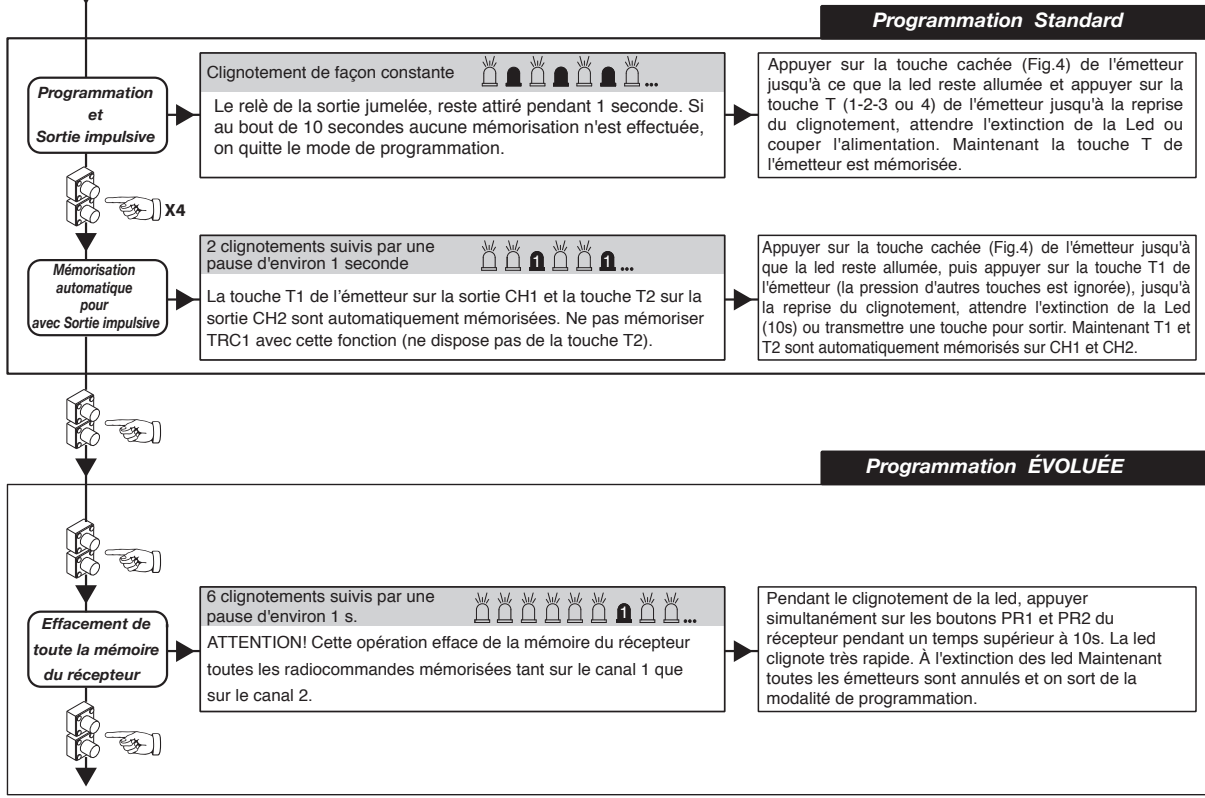 Programmation Standard
Programmation
et
Sortie impulsive
Clignotement de façon constante ...
Le relè de la sortie jumelée, reste attiré pendant 1 seconde. Si
au bout de 10 secondes aucune mémorisation n'est effectuée,
on quitte le mode de programmation.
Appuyer sur la touche cachée (Fig.4) de l'émetteur
jusqu'à ce que la led reste allumée et appuyer sur la
touche T (1-2-3 ou 4) de l'émetteur jusqu'à la reprise
du clignotement, attendre l'extinction de la Led ou
couper l'alimentation. Maintenant la touche T de
l'émetteur est mémorisée.
X4
Mémorisation
automatique
pour
avec Sortie impulsive
2 clignotements suivis par une
pause d'environ 1 seconde
1 1 ...
La touche T1 de l'émetteur sur la sortie CH1 et la touche T2 sur la
sortie CH2 sont automatiquement mémorisées. Ne pas mémoriser
TRC1 avec cette fonction (ne dispose pas de la touche T2).
Appuyer sur la touche cachée (Fig.4) de l'émetteur jusqu'à
que la led reste allumée, puis appuyer sur la touche T1 de
l'émetteur (la pression d'autres touches est ignorée), jusqu'à
la reprise du clignotement, attendre l'extinction de la Led
(10s) ou transmettre une touche pour sortir. Maintenant T1 et
T2 sont automatiquement mémorisés sur CH1 et CH2.
Programmation ÉVOLUÉE
Effacement de
toute la mémoire
du récepteur
6 clignotements suivis par une
pause d'environ 1 s.
1 ...
ATTENTION! Cette opération efface de la mémoire du récepteur
toutes les radiocommandes mémorisées tant sur le canal 1 que
sur le canal 2.
Pendant le clignotement de la led, appuyer
simultanément sur les boutons PR1 et PR2 du
récepteur pendant un temps supérieur à 10s. La led
clignote très rapide. À l'extinction des led Maintenant
toutes les émetteurs sont annulés et on sort de la
modalité de programmation.